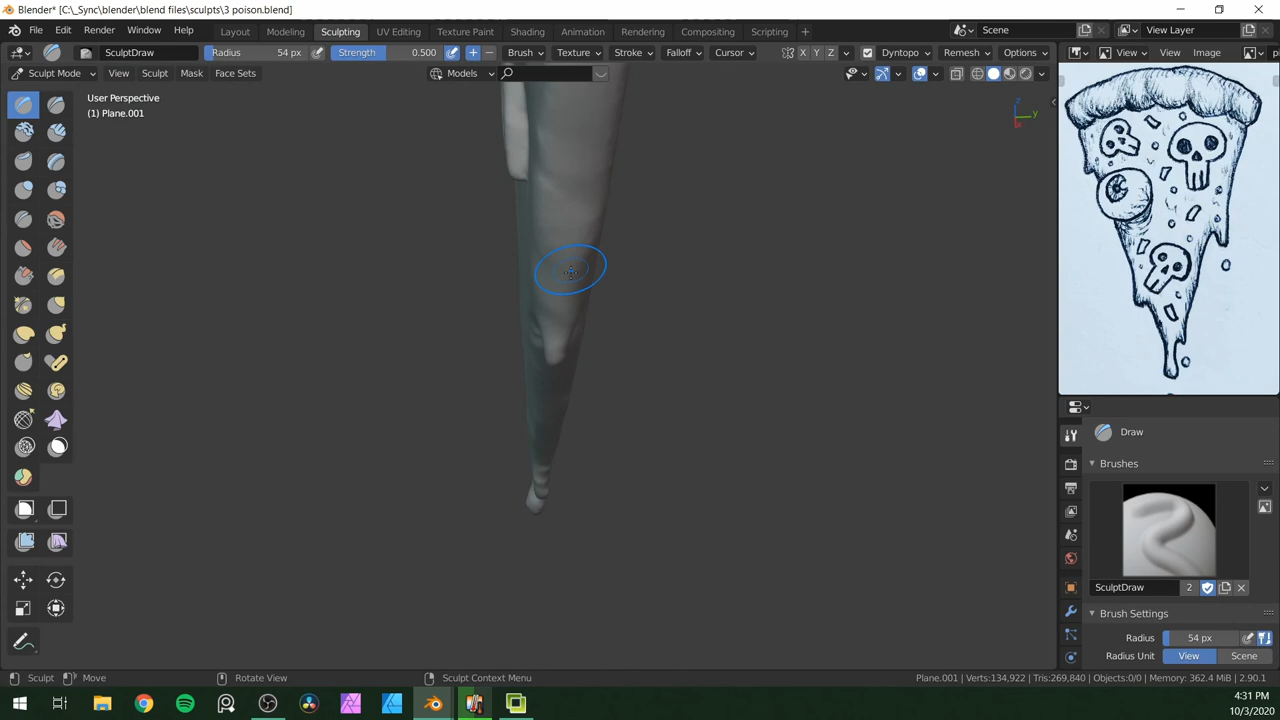 Blender* [C:\_Sync\blender\blend files\sculpts\3 poison.blend]
File Edit Render Window Help Layout Modeling Sculpting UV Editing Texture Paint Shading Animation Rendering Compositing Scripting + Scene View Layer
SculptDraw Radius 54 px Strength 0.500 Brush Texture Stroke Falloff Cursor X Y Z Dyntopo Remesh Options View View Image
Sculpt Mode View Sculpt Mask Face Sets Models
User Perspective
(1) Plane.001
z
y
Draw
Brushes
SculptDraw 2
Brush Settings
Radius 54 px
Radius Unit View Scene
Sculpt Move Rotate View Sculpt Context Menu Plane.001 | Verts:134,922 | Tris:269,840 | Objects:0/0 | Memory: 362.4 MiB | 2.90.1
4:31 PM
10/3/2020